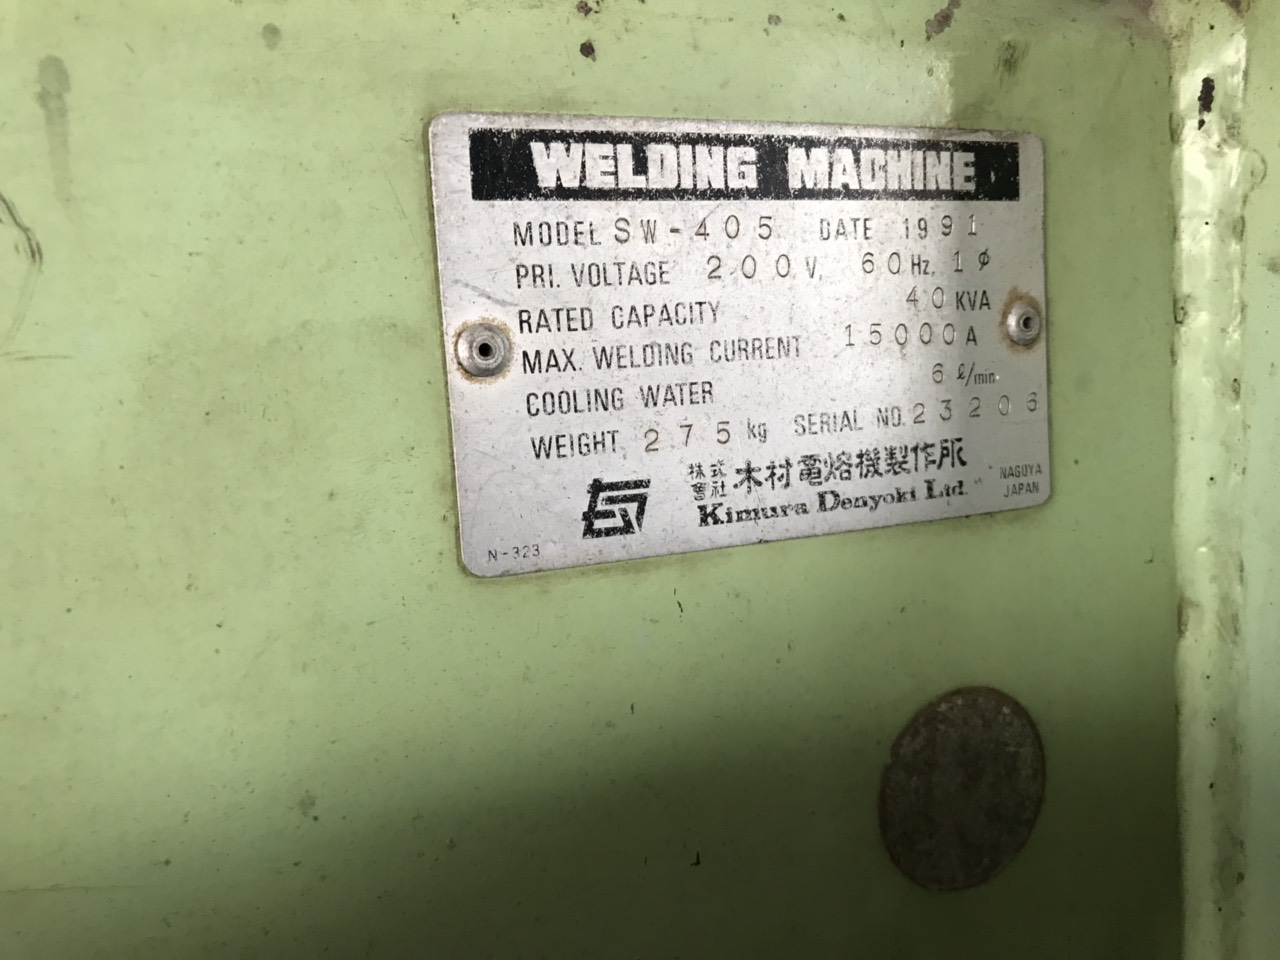 WELDING MACHINE
MODEL SW-405 DATE 1991
PRI. VOLTAGE 200V, 60Hz, 1φ
RATED CAPACITY 40KVA
MAX. WELDING CURRENT 15000A
COOLING WATER 6 ℓ/min.
WEIGHT, 275kg SERIAL NO. 23206
株式會社 木村電熔機製作所
Kimura Denyoki Ltd. NAGOYA JAPAN
N-323